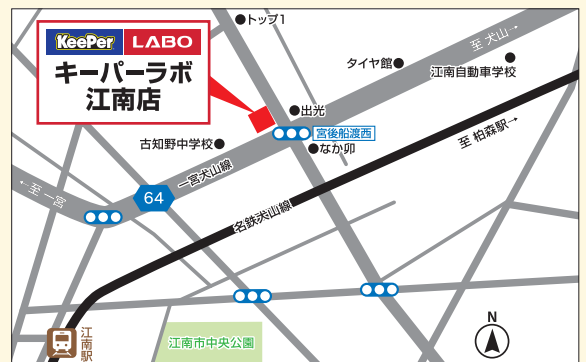 トップ1
至 犬山
KeePer LABO
キーパーラボ
江南店
タイヤ館
江南自動車学校
出光
宮後船渡西
古知野中学校
なか卯
至 柏森駅→
一宮犬山線
←至 一宮
64
名鉄犬山線
江南駅
江南市中央公園
N